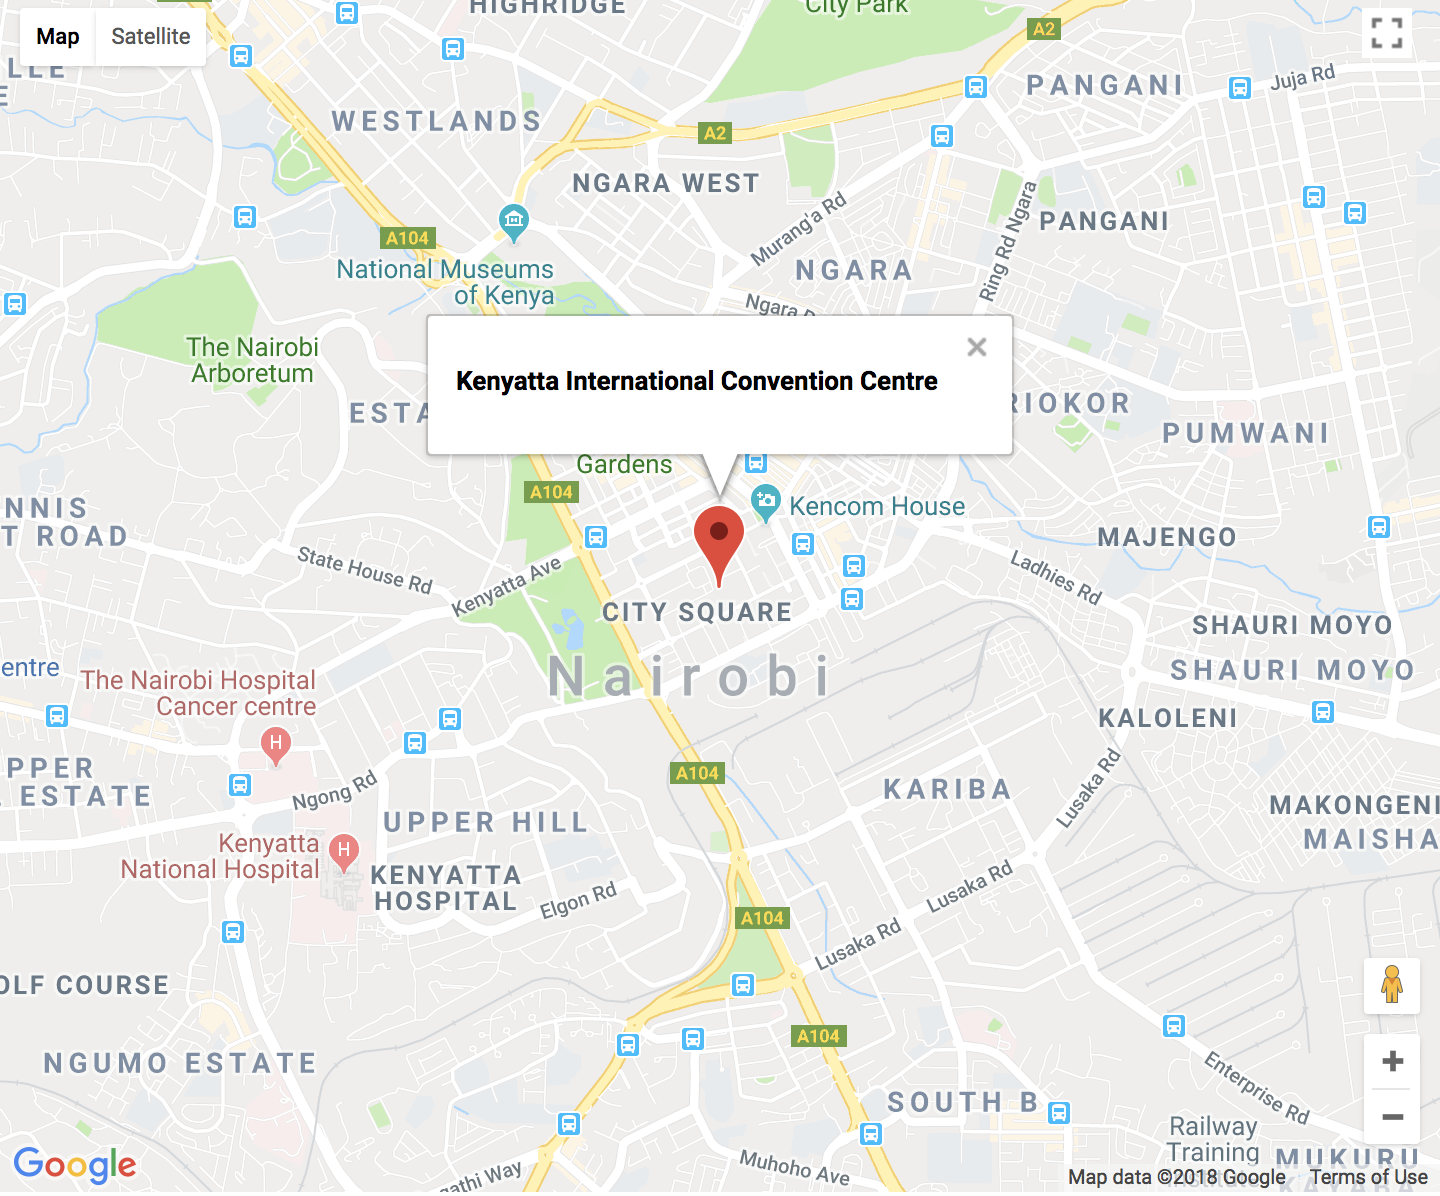 HIGHRIDGE
City Park
Map
Satellite
A2
LLE
E
PANGANI
Juja Rd
WESTLANDS
A2
NGARA WEST
PANGANI
Murang'a Rd
Ring Rd Ngara
A104
National Museums
of Kenya
NGARA
Ngara
The Nairobi
Arboretum
Kenyatta International Convention Centre
ESTA
RIOKOR
PUMWANI
Gardens
A104
Kencom House
NNIS
T ROAD
MAJENGO
State House Rd
Kenyatta Ave
Ladhies Rd
CITY SQUARE
SHAURI MOYO
entre
The Nairobi Hospital
Cancer centre
Nairobi
SHAURI MOYO
KALOLENI
H
PPER
ESTATE
A104
Ngong Rd
KARIBA
Lusaka Rd
MAKONGENI
MAISHA
UPPER HILL
Kenyatta
National Hospital
H
KENYATTA
HOSPITAL
Elgon Rd
Lusaka Rd
A104
Lusaka Rd
OLF COURSE
A104
NGUMO ESTATE
Enterprise Rd
SOUTH B
Railway
Training
MUKURU
Google
gathi Way
Muhoho Ave
Map data ©2018 Google
Terms of Use